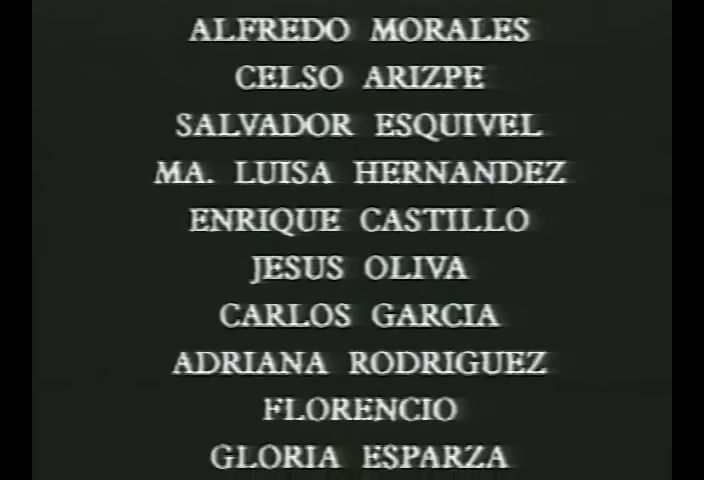 ALFREDO MORALES
CELSO ARIZPE
SALVADOR ESQUIVEL
MA. LUISA HERNANDEZ
ENRIQUE CASTILLO
JESUS OLIVA
CARLOS GARCIA
ADRIANA RODRIGUEZ
FLORENCIO
GLORIA ESPARZA